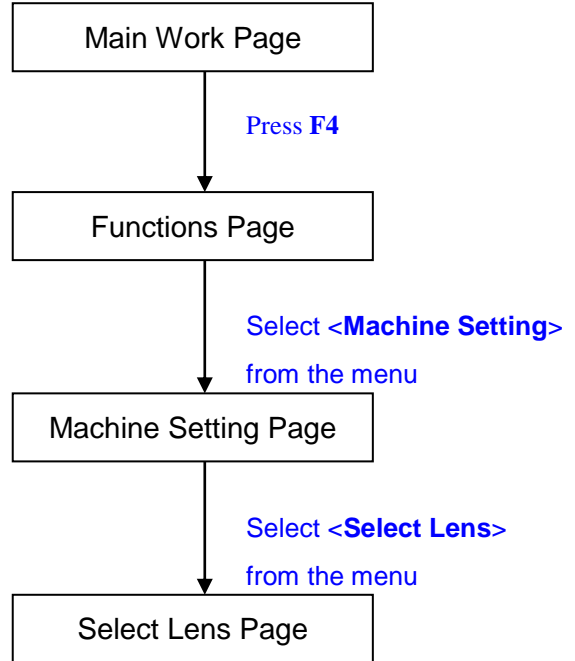 Main Work Page
Press F4
Functions Page
Select <Machine Setting>
from the menu
Machine Setting Page
Select <Select Lens>
from the menu
Select Lens Page